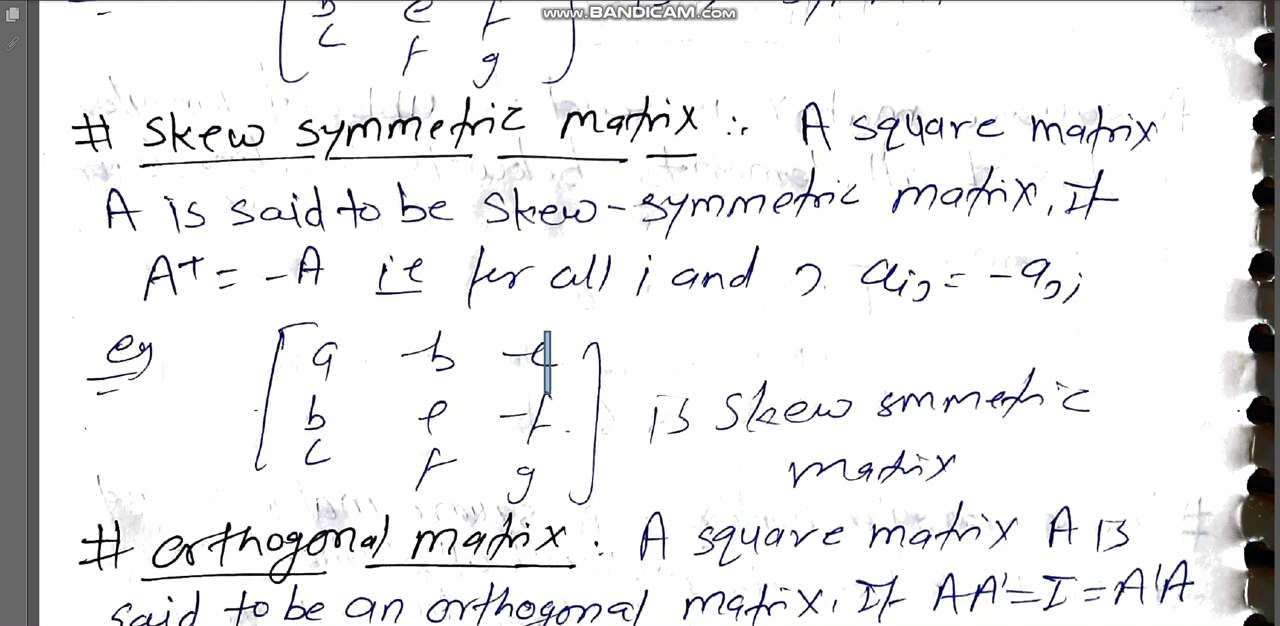 www.BANDICAM.com
b e f
c f g
# Skew symmetric matrix :. A square matrix
A is said to be skew-symmetric matrix, If
A^t = -A ie for all i and j aij = -aji
eg
a -b -c
b e -f
c f g
is skew smmetric
matrix
# orthogonal matrix : A square matrix A is
said to be an orthogonal matrix, If AA' = I = A'A